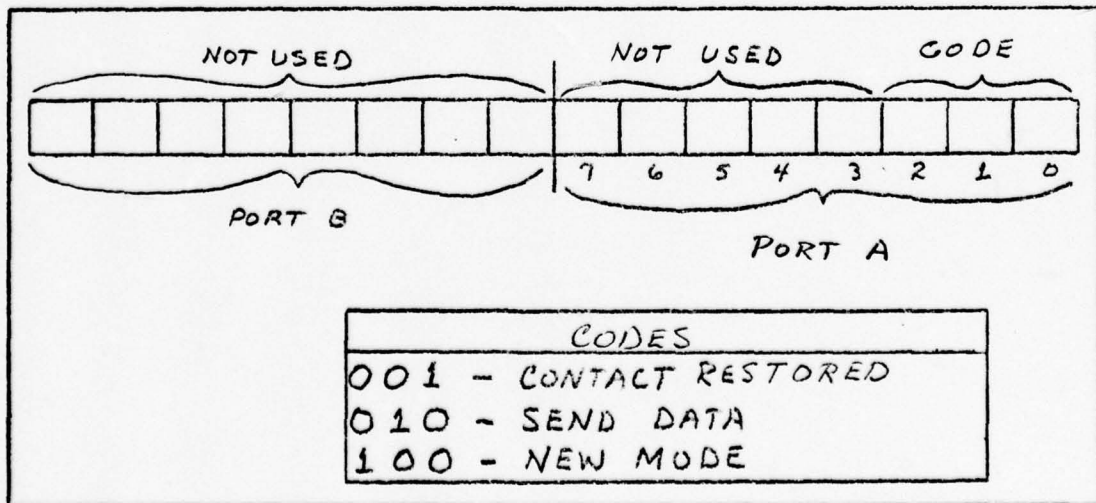 NOT USED
NOT USED
CODE
7 6 5 4 3 2 1 0
PORT B
PORT A
CODES
001 - CONTACT RESTORED
010 - SEND DATA
100 - NEW MODE